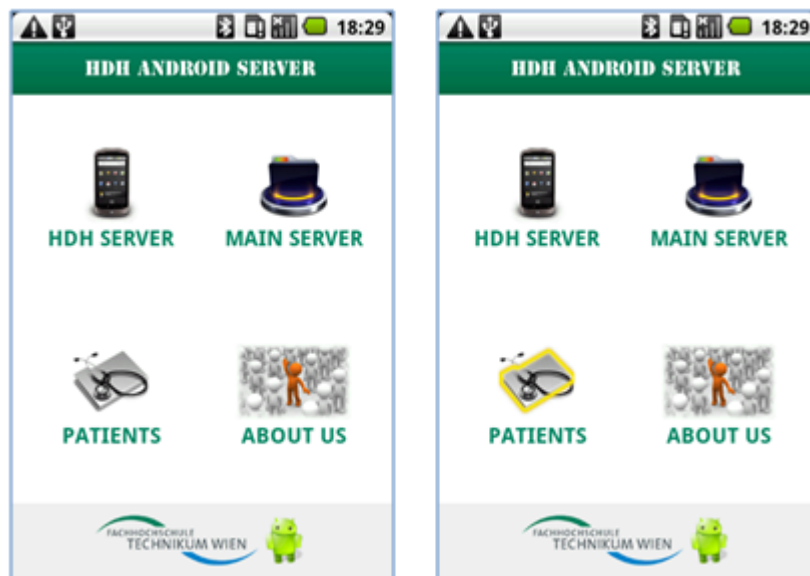 18:29
HDH ANDROID SERVER
HDH SERVER MAIN SERVER
PATIENTS ABOUT US
FACHHOCHSCHULE
TECHNIKUM WIEN
18:29
HDH ANDROID SERVER
HDH SERVER MAIN SERVER
PATIENTS ABOUT US
FACHHOCHSCHULE
TECHNIKUM WIEN